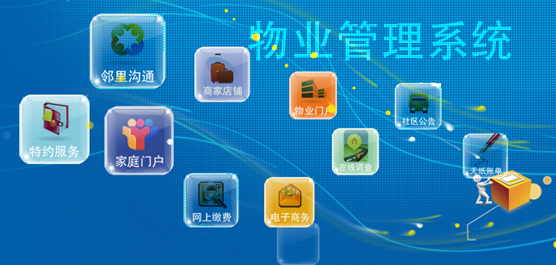 物业管理系统
邻里沟通
商家店铺
物业门户
社区公告
特约服务
家庭门户
在线调查
无纸账单
网上缴费
电子商务